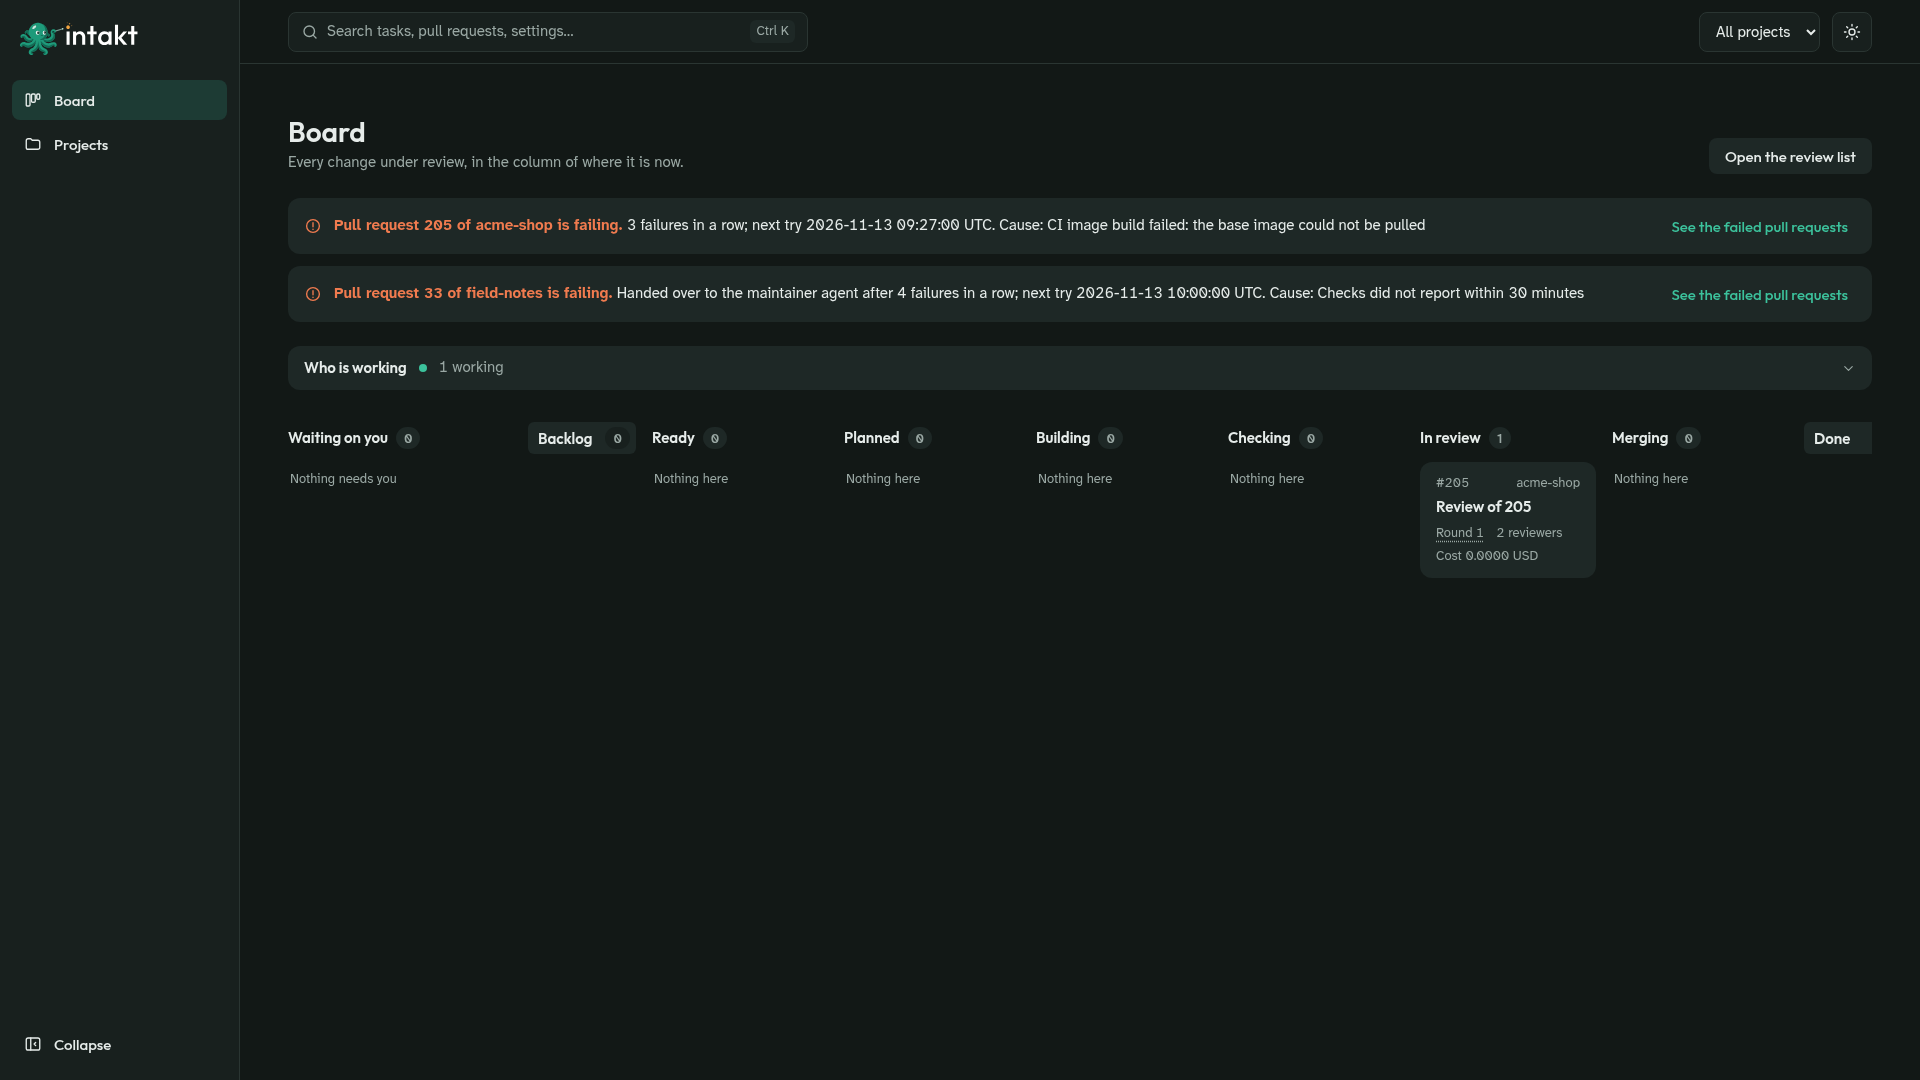 intakt
Search tasks, pull requests, settings... Ctrl K
All projects
Board
Projects
Board
Every change under review, in the column of where it is now.
Open the review list
Pull request 205 of acme-shop is failing. 3 failures in a row; next try 2026-11-13 09:27:00 UTC. Cause: CI image build failed: the base image could not be pulled
See the failed pull requests
Pull request 33 of field-notes is failing. Handed over to the maintainer agent after 4 failures in a row; next try 2026-11-13 10:00:00 UTC. Cause: Checks did not report within 30 minutes
See the failed pull requests
Who is working 1 working
Waiting on you 0
Nothing needs you
Backlog 0
Ready 0
Nothing here
Planned 0
Nothing here
Building 0
Nothing here
Checking 0
Nothing here
In review 1
#205 acme-shop
Review of 205
Round 1 2 reviewers
Cost 0.0000 USD
Merging 0
Nothing here
Done
Collapse